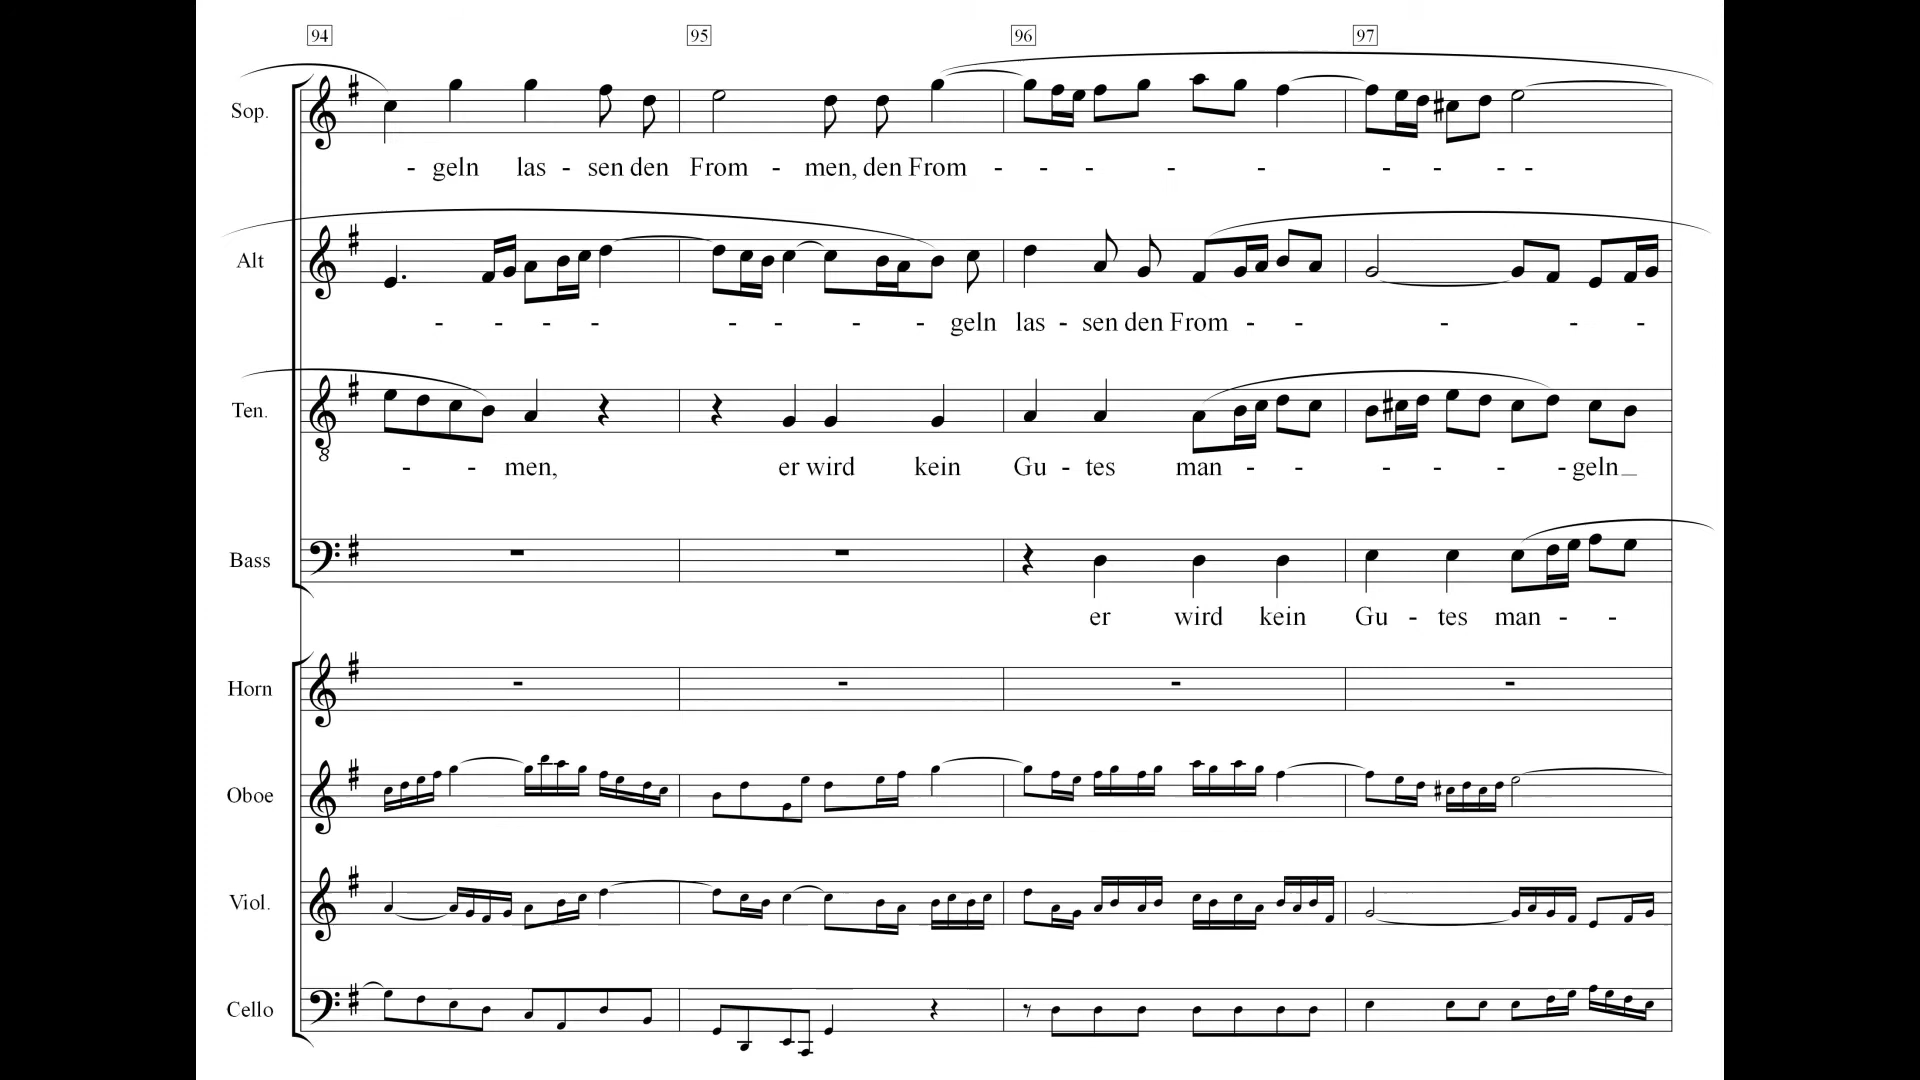 94 95 96 97
Sop.
- geln las - sen den From - men, den From - - - - - - - - -
Alt
- - - - - - - - geln las - sen den From - - - - -
Ten.
- - men, er wird kein Gu - tes man - - - - - - geln_
Bass
er wird kein Gu - tes man - -
Horn
Oboe
Viol.
Cello